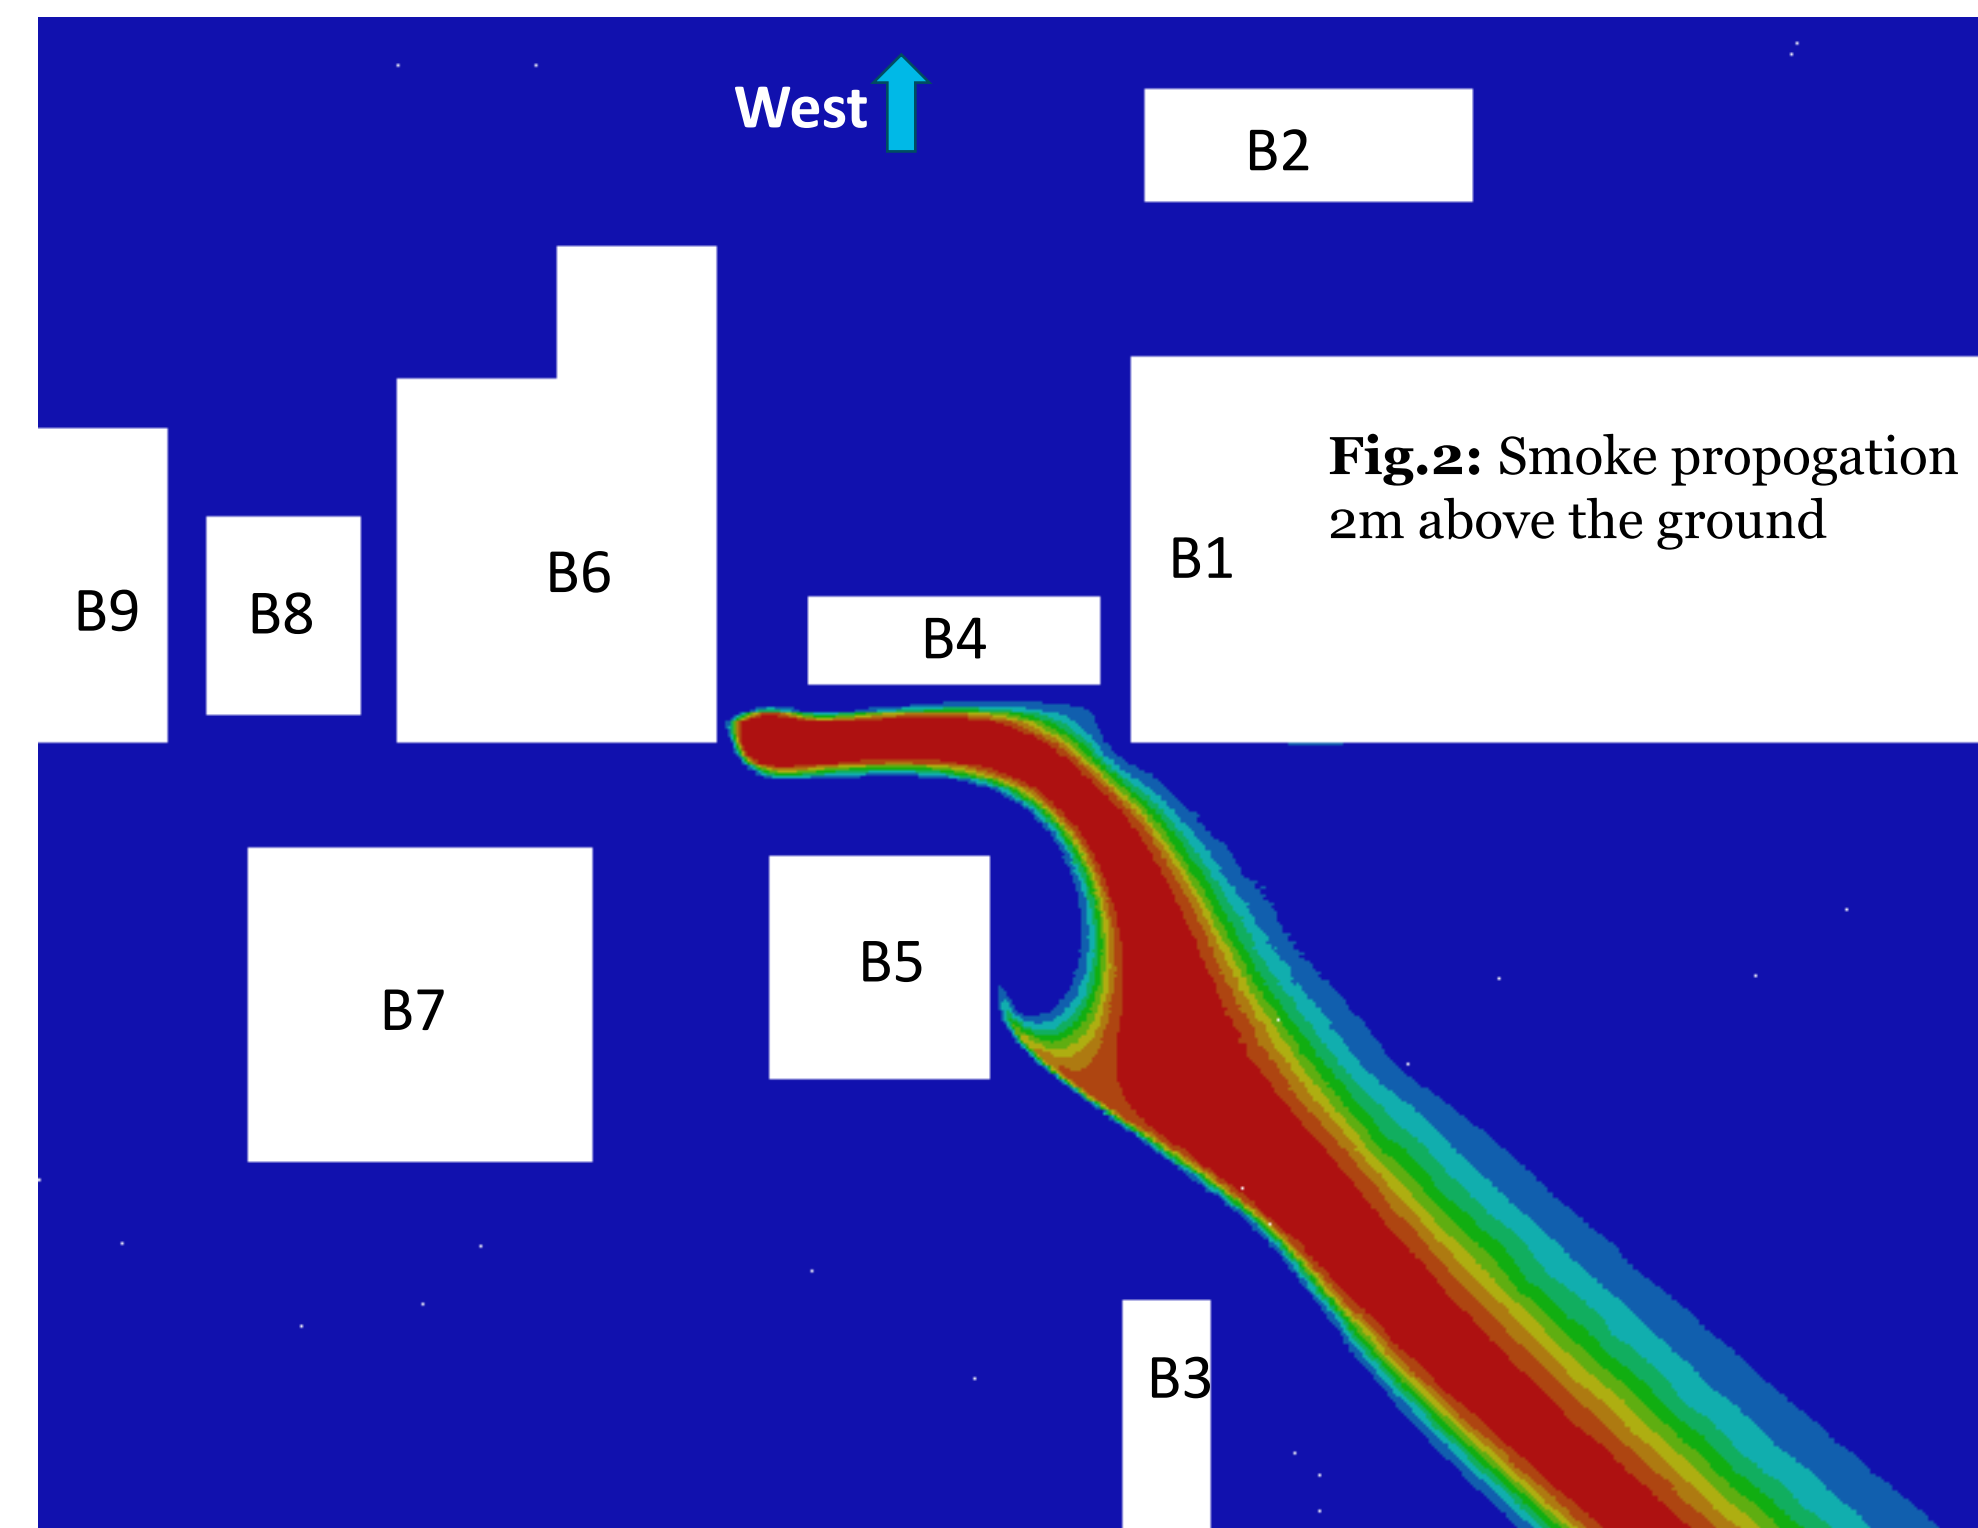 West
B2
Fig.2: Smoke propogation
2m above the ground
B1
B6
B9
B8
B4
B5
B7
B3